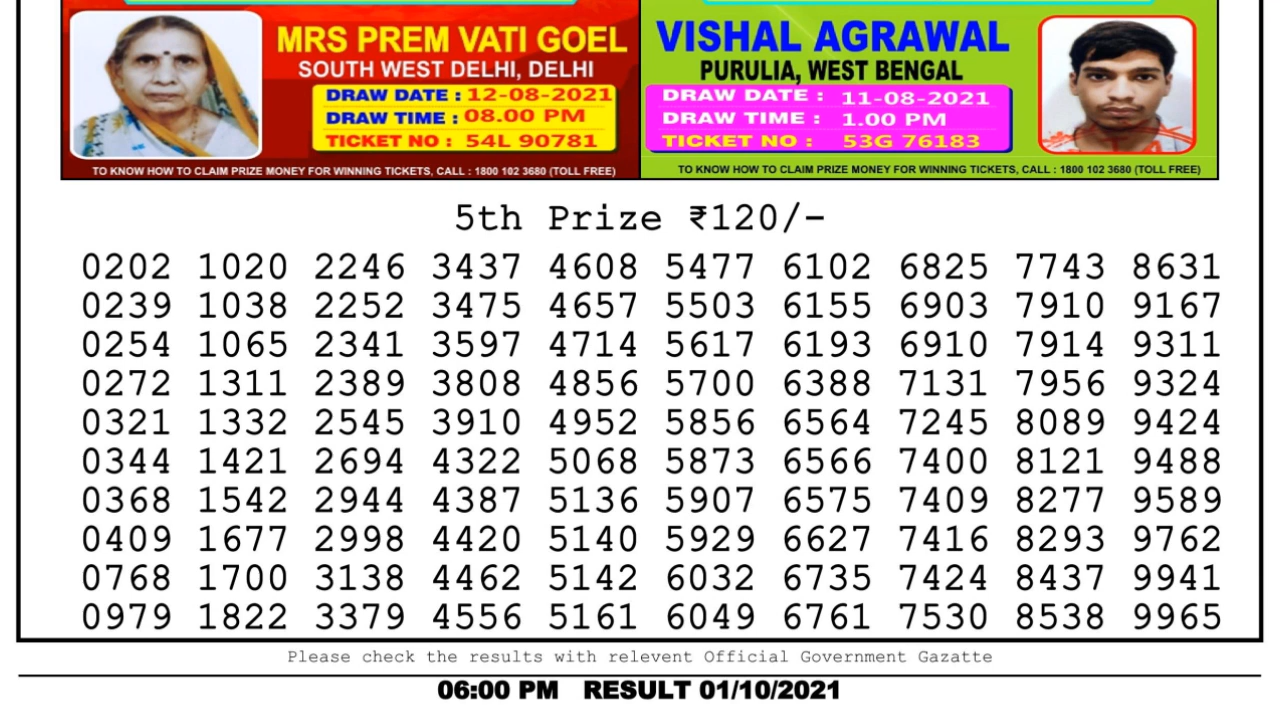 MRS PREM VATI GOEL
SOUTH WEST DELHI, DELHI
DRAW DATE : 12-08-2021
DRAW TIME : 08.00 PM
TICKET NO : 54L 90781
TO KNOW HOW TO CLAIM PRIZE MONEY FOR WINNING TICKETS, CALL : 1800 102 3680 (TOLL FREE)
VISHAL AGRAWAL
PURULIA, WEST BENGAL
DRAW DATE : 11-08-2021
DRAW TIME : 1.00 PM
TICKET NO : 53G 76183
TO KNOW HOW TO CLAIM PRIZE MONEY FOR WINNING TICKETS, CALL : 1800 102 3680 (TOLL FREE)
5th Prize ₹120/-
0202 1020 2246 3437 4608 5477 6102 6825 7743 8631
0239 1038 2252 3475 4657 5503 6155 6903 7910 9167
0254 1065 2341 3597 4714 5617 6193 6910 7914 9311
0272 1311 2389 3808 4856 5700 6388 7131 7956 9324
0321 1332 2545 3910 4952 5856 6564 7245 8089 9424
0344 1421 2694 4322 5068 5873 6566 7400 8121 9488
0368 1542 2944 4387 5136 5907 6575 7409 8277 9589
0409 1677 2998 4420 5140 5929 6627 7416 8293 9762
0768 1700 3138 4462 5142 6032 6735 7424 8437 9941
0979 1822 3379 4556 5161 6049 6761 7530 8538 9965
Please check the results with relevent Official Government Gazatte
06:00 PM RESULT 01/10/2021